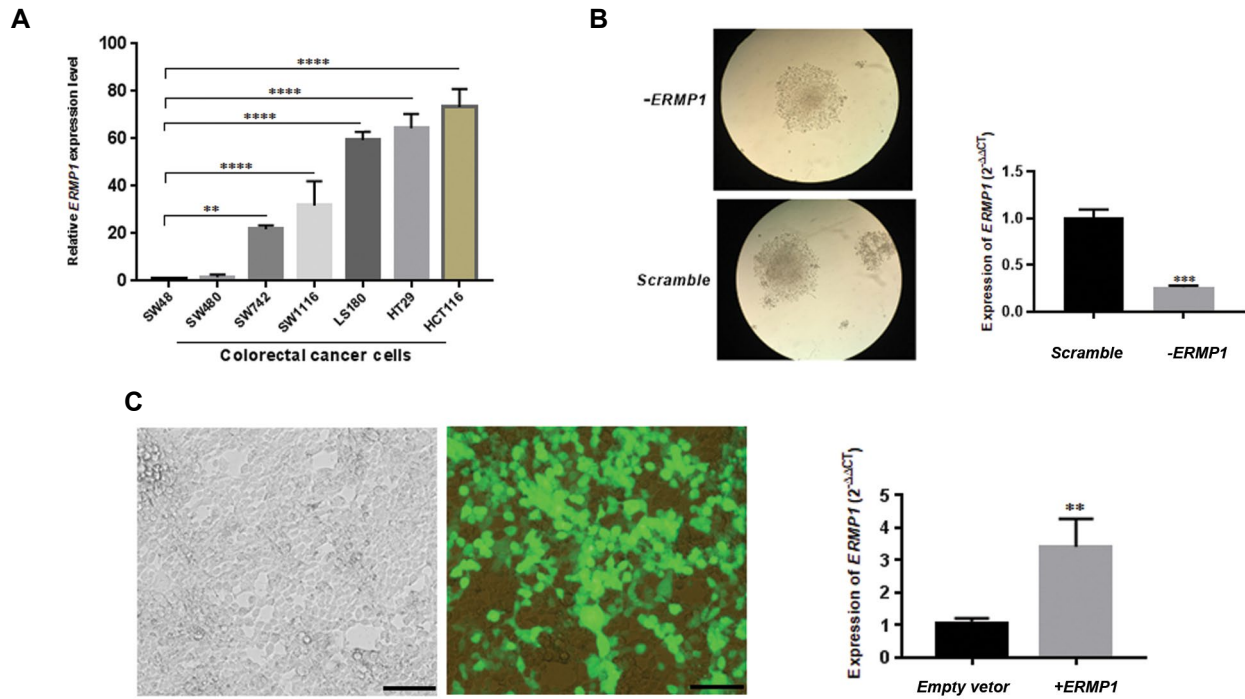 A
Relative ERMP1 expression level
100
80
60
40
20
0
****
****
****
****
**
SW48
SW480
SW742
SW1116
LS180
HT29
HCT116
Colorectal cancer cells
B
-ERMP1
Scramble
Expression of ERMP1 (2-ΔΔCT)
1.5
1.0
0.5
0.0
***
Scramble
-ERMP1
C
Expression of ERMP1 (2-ΔΔCT)
5
4
3
2
1
0
**
Empty vetor
+ERMP1